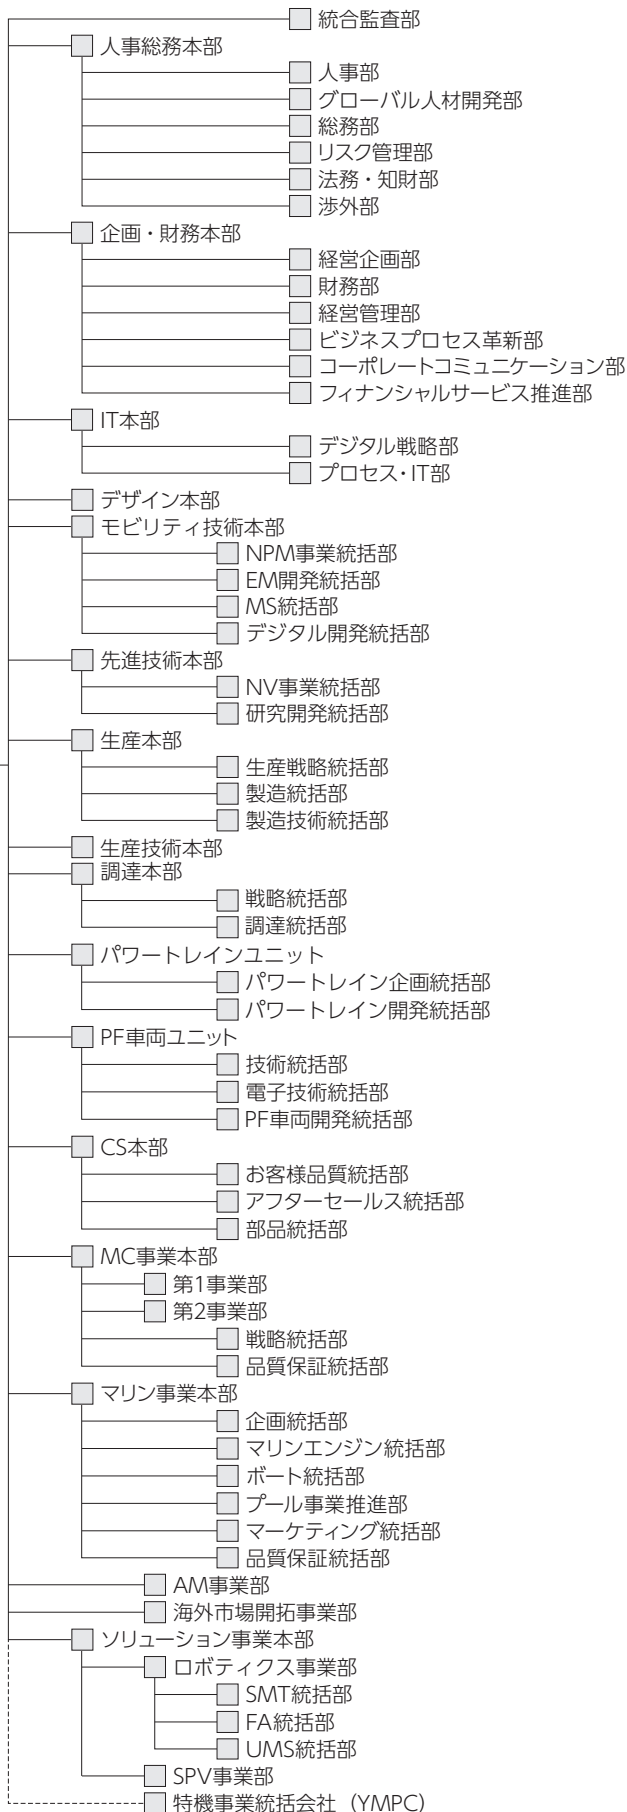 統合監査部
人事総務本部
人事部
グローバル人材開発部
総務部
リスク管理部
法務・知財部
渉外部
企画・財務本部
経営企画部
財務部
経営管理部
ビジネスプロセス革新部
コーポレートコミュニケーション部
フィナンシャルサービス推進部
IT本部
デジタル戦略部
プロセス・IT部
デザイン本部
モビリティ技術本部
NPM事業統括部
EM開発統括部
MS統括部
デジタル開発統括部
先進技術本部
NV事業統括部
研究開発統括部
生産本部
生産戦略統括部
製造統括部
製造技術統括部
生産技術本部
調達本部
戦略統括部
調達統括部
パワートレインユニット
パワートレイン企画統括部
パワートレイン開発統括部
PF車両ユニット
技術統括部
電子技術統括部
PF車両開発統括部
CS本部
お客様品質統括部
アフターセールス統括部
部品統括部
MC事業本部
第1事業部
第2事業部
戦略統括部
品質保証統括部
マリン事業本部
企画統括部
マリンエンジン統括部
ボート統括部
プール事業推進部
マーケティング統括部
品質保証統括部
AM事業部
海外市場開拓事業部
ソリューション事業本部
ロボティクス事業部
SMT統括部
FA統括部
UMS統括部
SPV事業部
特機事業統括会社（YMPC）